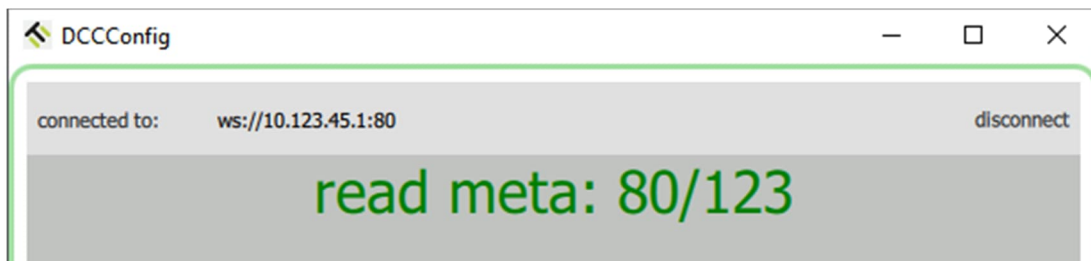 DCCConfig
connected to: ws://10.123.45.1:80 disconnect
read meta: 80/123